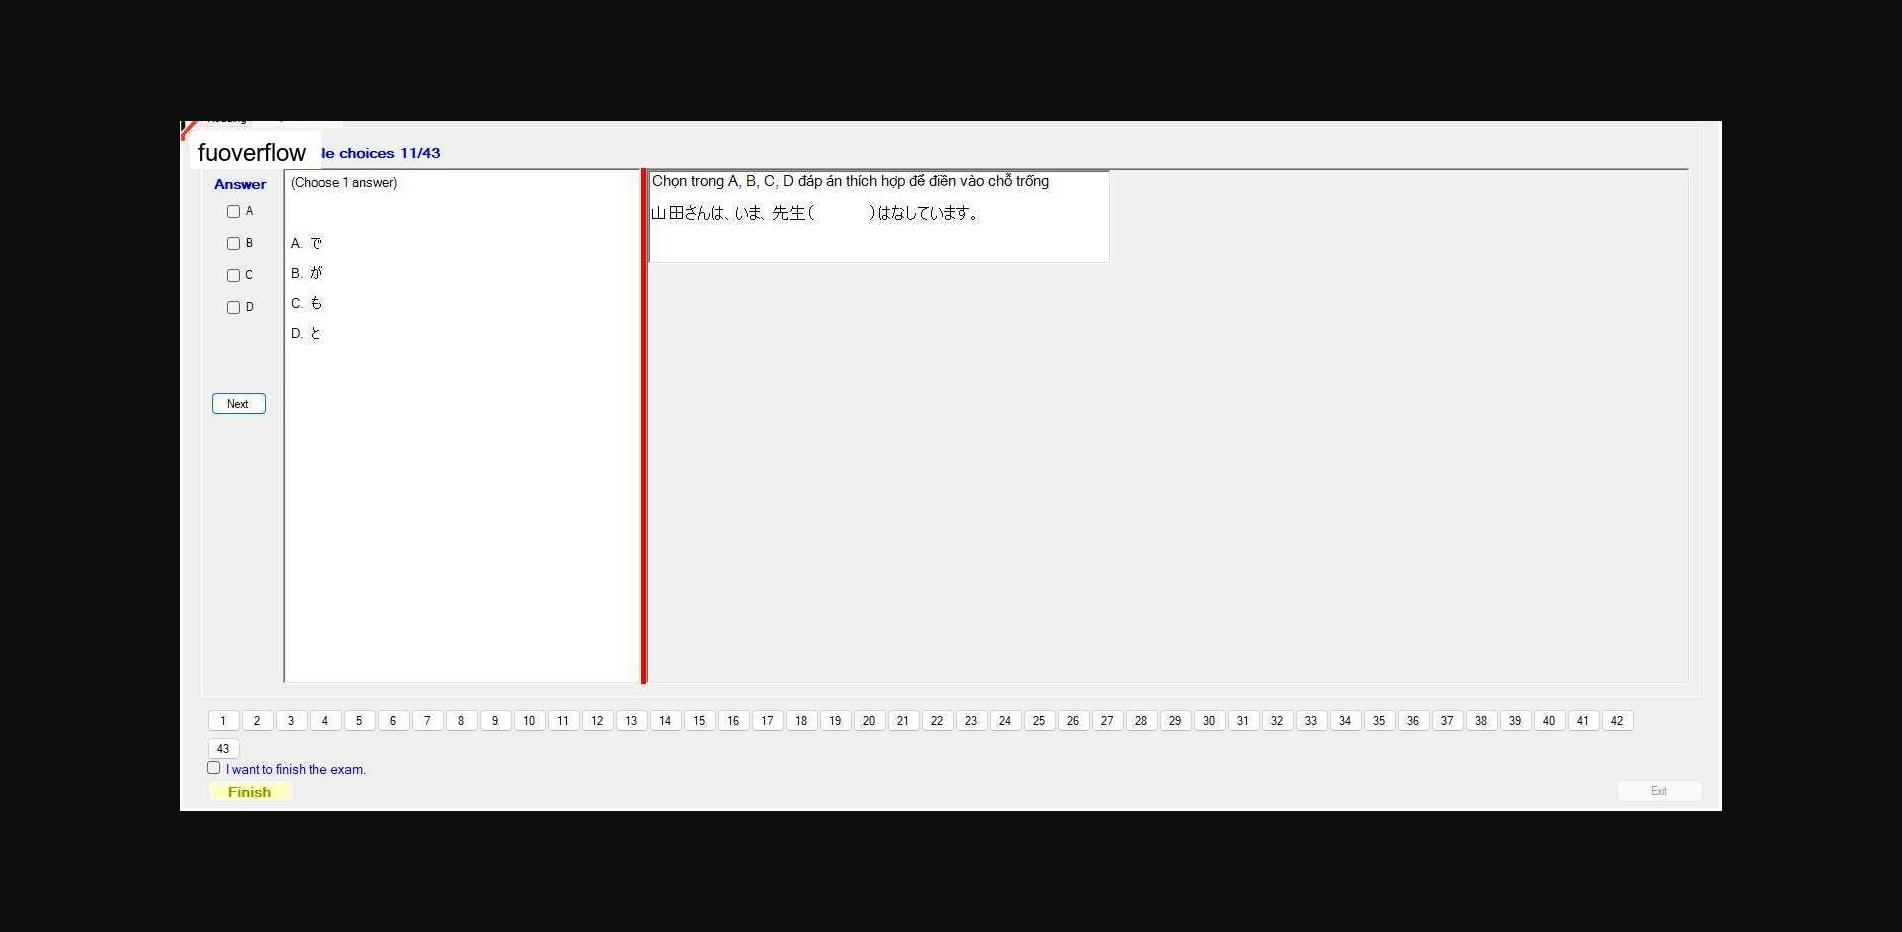 fuoverflow
le choices 11/43
Answer
A
B
C
D
Next
(Choose 1 answer)
A. で
B. が
C. も
D. と
Chọn trong A, B, C, D đáp án thích hợp để điền vào chỗ trống
山田さんは、いま、先生（　　　）はなしています。
1 2 3 4 5 6 7 8 9 10 11 12 13 14 15 16 17 18 19 20 21 22 23 24 25 26 27 28 29 30 31 32 33 34 35 36 37 38 39 40 41 42
43
I want to finish the exam.
Finish
Exit